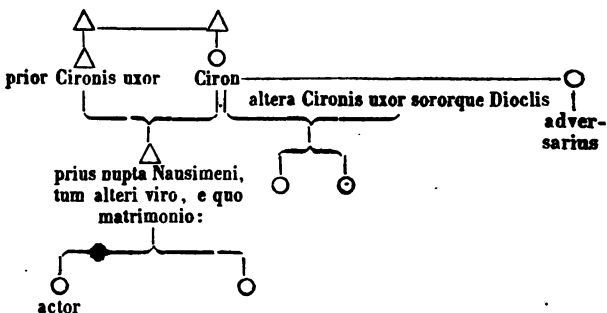 prior Cironis uxor Ciron
altera Cironis uxor sororque Dioclis
adver-
sarius
prius nupta Nausimeni,
tum alteri viro, e quo
matrimonio:
actor